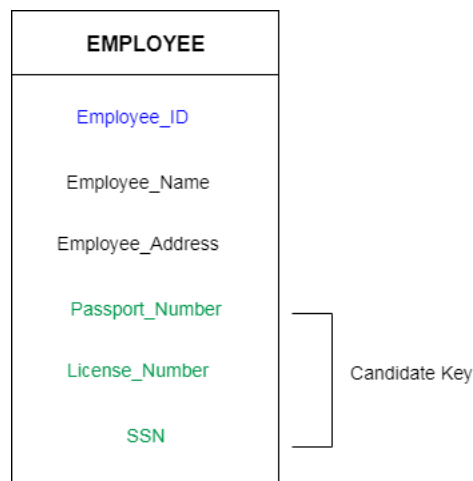 EMPLOYEE
Employee_ID
Employee_Name
Employee_Address
Passport_Number
License_Number
Candidate Key
SSN